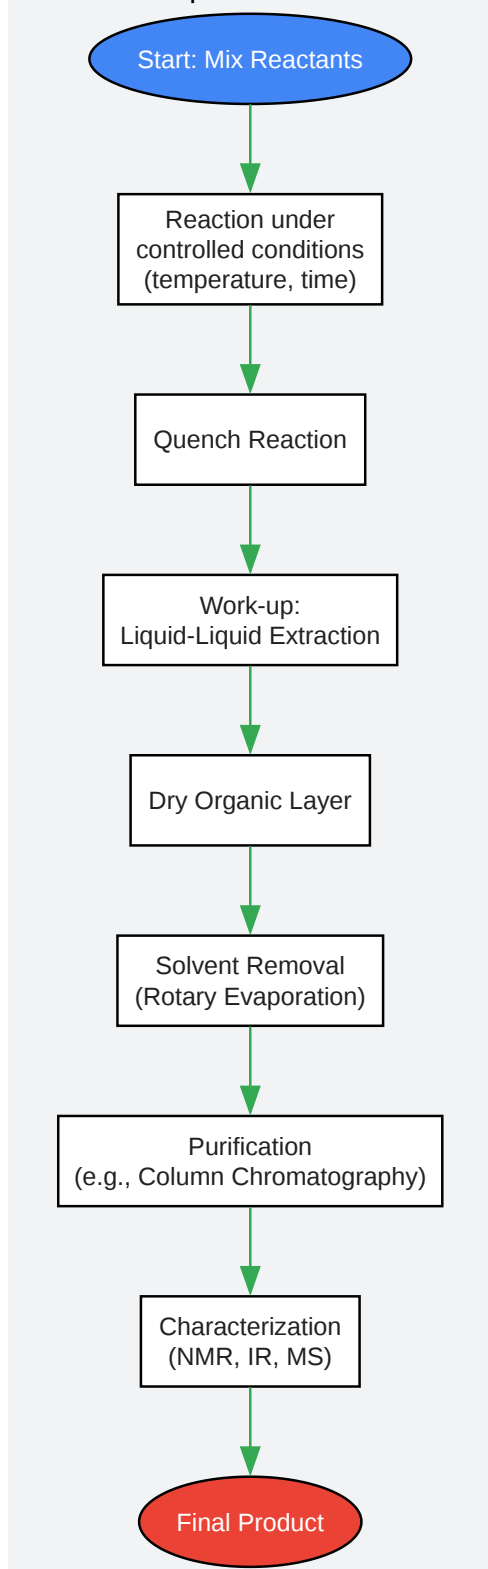 Start: Mix Reactants
Reaction under
controlled conditions
(temperature, time)
Quench Reaction
Work-up:
Liquid-Liquid Extraction
Dry Organic Layer
Solvent Removal
(Rotary Evaporation)
Purification
(e.g., Column Chromatography)
Characterization
(NMR, IR, MS)
Final Product